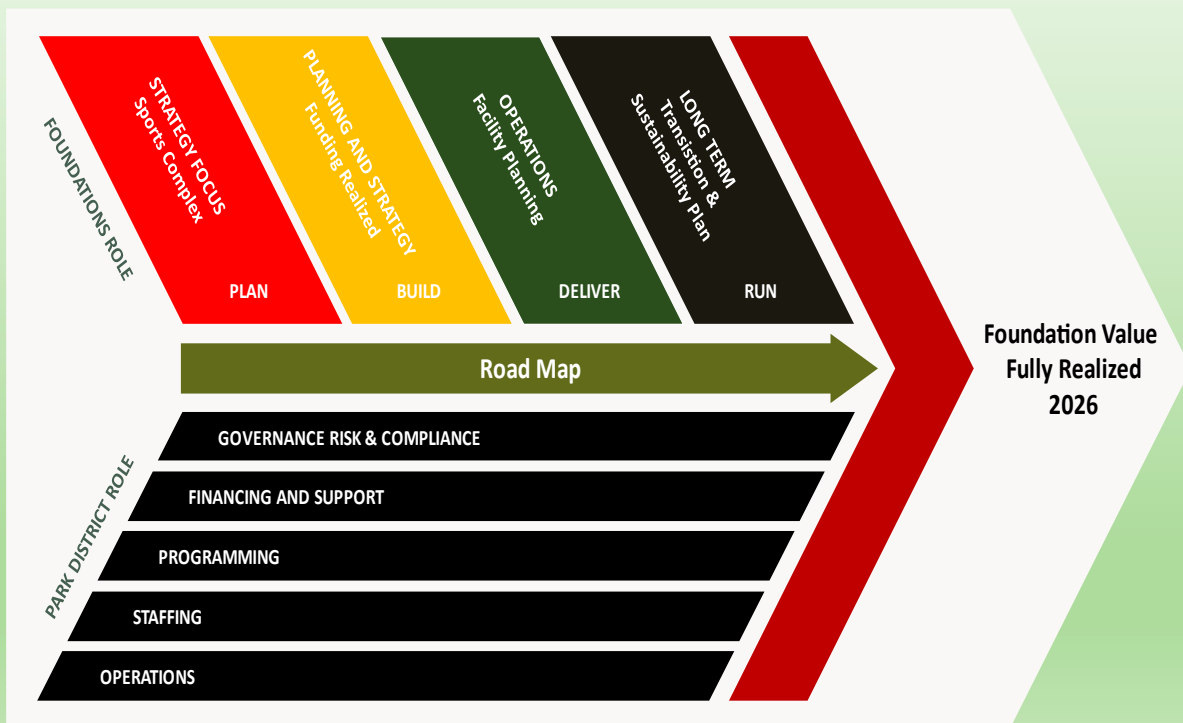 FOUNDATIONS ROLE
STRATEGY FOCUS
Sports Complex
PLAN
PLANNING AND STRATEGY
Funding Realized
BUILD
OPERATIONS
Facility Planning
DELIVER
LONG TERM
Transistion &
Sustainability Plan
RUN
Road Map
Foundation Value
Fully Realized
2026
PARK DISTRICT ROLE
GOVERNANCE RISK & COMPLIANCE
FINANCING AND SUPPORT
PROGRAMMING
STAFFING
OPERATIONS